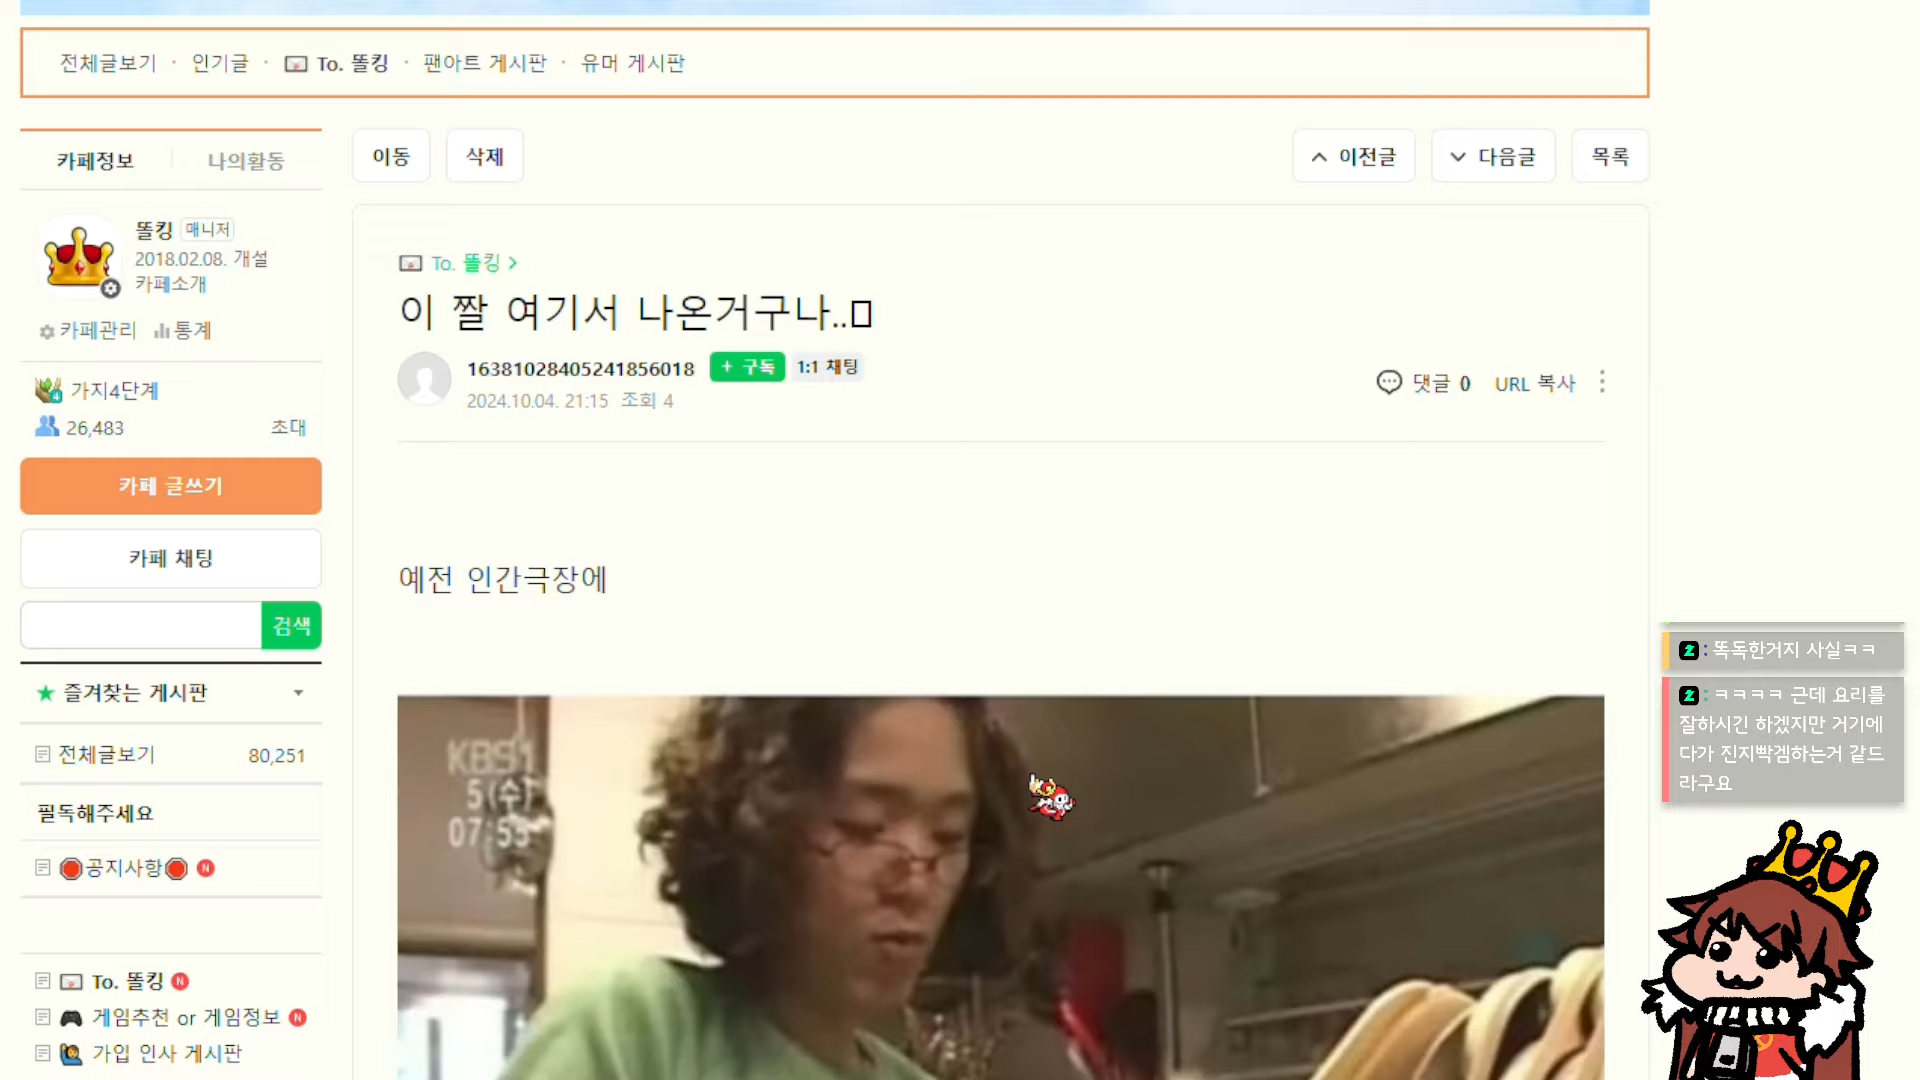 전체글보기 · 인기글 · To. 똘킹 · 팬아트 게시판 · 유머 게시판
카페정보 나의활동
이동 삭제
이전글 다음글 목록
똘킹 매니저
2018.02.08. 개설
카페소개
카페관리 통계
가지4단계
26,483 초대
카페 글쓰기
카페 채팅
검색
즐겨찾는 게시판
전체글보기 80,251
필독해주세요
공지사항 N
To. 똘킹 N
게임추천 or 게임정보 N
가입 인사 게시판
To. 똘킹 >
이 짤 여기서 나온거구나..
16381028405241856018 + 구독 1:1 채팅
2024.10.04. 21:15 조회 4
댓글 0 URL 복사
예전 인간극장에
KBS1
5(수)
07:55
: 똑독한거지 사실ㅋㅋ
: ㅋㅋㅋㅋ 근데 요리를
잘하시긴 하겠지만 거기에
다가 진지빡겜하는거 같드
라구요